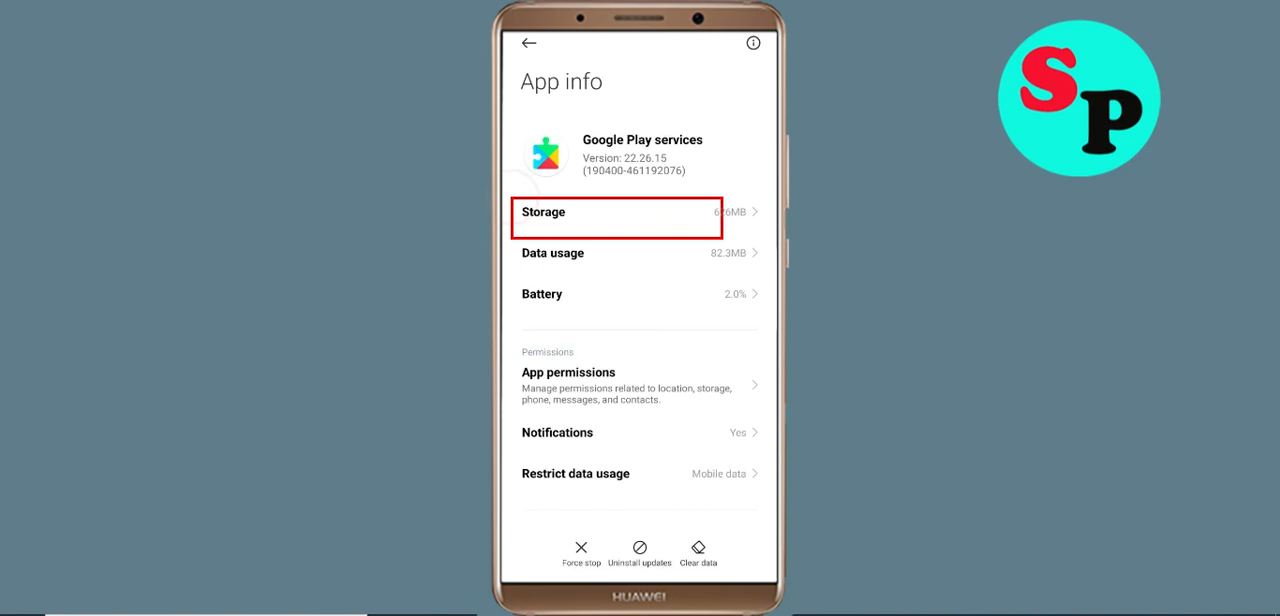 App info
Google Play services
Version: 22.26.15
(190400-461192076)
Storage 626MB
Data usage 82.3MB
Battery 2.0%
Permissions
App permissions
Manage permissions related to location, storage,
phone, messages, and contacts.
Notifications Yes
Restrict data usage Mobile data
Force stop Uninstall updates Clear data
HUAWEI
SP